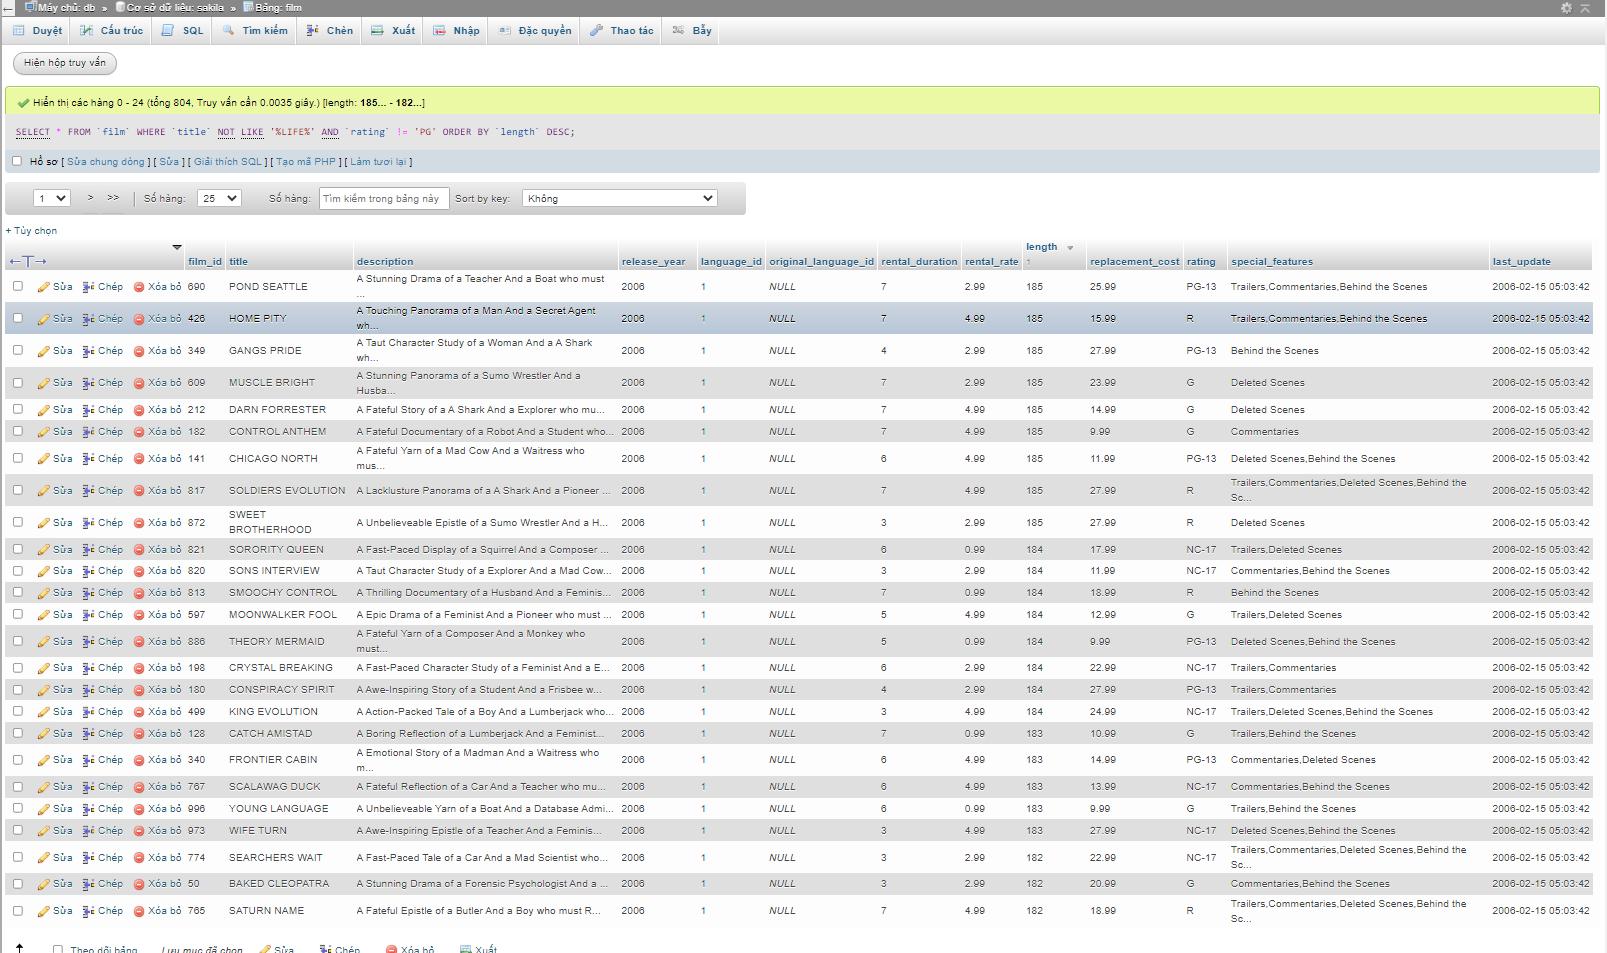 Máy chủ: db » Cơ sở dữ liệu: sakila » Bảng: film
Duyệt Cấu trúc SQL Tìm kiếm Chèn Xuất Nhập Đặc quyền Thao tác Bẫy
Hiện hộp truy vấn
Hiển thị các hàng 0 - 24 (tổng 804, Truy vấn cần 0.0035 giây.) [length: 185... - 182...]
SELECT * FROM `film` WHERE `title` NOT LIKE '%LIFE%' AND `rating` != 'PG' ORDER BY `length` DESC;
Hồ sơ [ Sửa chung dòng ] [ Sửa ] [ Giải thích SQL ] [ Tạo mã PHP ] [ Làm tươi lại ]
1 > >> | Số hàng: 25 Số hàng: Tìm kiếm trong bảng này Sort by key: Không
+ Tùy chọn
←T→ film_id title description release_year language_id original_language_id rental_duration rental_rate length 1 replacement_cost rating special_features last_update
Sửa Chép Xóa bỏ 690 POND SEATTLE A Stunning Drama of a Teacher And a Boat who must ... 2006 1 NULL 7 2.99 185 25.99 PG-13 Trailers,Commentaries,Behind the Scenes 2006-02-15 05:03:42
Sửa Chép Xóa bỏ 426 HOME PITY A Touching Panorama of a Man And a Secret Agent wh... 2006 1 NULL 7 4.99 185 15.99 R Trailers,Commentaries,Behind the Scenes 2006-02-15 05:03:42
Sửa Chép Xóa bỏ 349 GANGS PRIDE A Taut Character Study of a Woman And a A Shark wh... 2006 1 NULL 4 2.99 185 27.99 PG-13 Behind the Scenes 2006-02-15 05:03:42
Sửa Chép Xóa bỏ 609 MUSCLE BRIGHT A Stunning Panorama of a Sumo Wrestler And a Husba... 2006 1 NULL 7 2.99 185 23.99 G Deleted Scenes 2006-02-15 05:03:42
Sửa Chép Xóa bỏ 212 DARN FORRESTER A Fateful Story of a A Shark And a Explorer who mu... 2006 1 NULL 7 4.99 185 14.99 G Deleted Scenes 2006-02-15 05:03:42
Sửa Chép Xóa bỏ 182 CONTROL ANTHEM A Fateful Documentary of a Robot And a Student who... 2006 1 NULL 7 4.99 185 9.99 G Commentaries 2006-02-15 05:03:42
Sửa Chép Xóa bỏ 141 CHICAGO NORTH A Fateful Yarn of a Mad Cow And a Waitress who mus... 2006 1 NULL 6 4.99 185 11.99 PG-13 Deleted Scenes,Behind the Scenes 2006-02-15 05:03:42
Sửa Chép Xóa bỏ 817 SOLDIERS EVOLUTION A Lacklusture Panorama of a A Shark And a Pioneer ... 2006 1 NULL 7 4.99 185 27.99 R Trailers,Commentaries,Deleted Scenes,Behind the Sc... 2006-02-15 05:03:42
Sửa Chép Xóa bỏ 872 SWEET BROTHERHOOD A Unbelieveable Epistle of a Sumo Wrestler And a H... 2006 1 NULL 3 2.99 185 27.99 R Deleted Scenes 2006-02-15 05:03:42
Sửa Chép Xóa bỏ 821 SORORITY QUEEN A Fast-Paced Display of a Squirrel And a Composer ... 2006 1 NULL 6 0.99 184 17.99 NC-17 Trailers,Deleted Scenes 2006-02-15 05:03:42
Sửa Chép Xóa bỏ 820 SONS INTERVIEW A Taut Character Study of a Explorer And a Mad Cow... 2006 1 NULL 3 2.99 184 11.99 NC-17 Commentaries,Behind the Scenes 2006-02-15 05:03:42
Sửa Chép Xóa bỏ 813 SMOOCHY CONTROL A Thrilling Documentary of a Husband And a Feminis... 2006 1 NULL 7 0.99 184 18.99 R Behind the Scenes 2006-02-15 05:03:42
Sửa Chép Xóa bỏ 597 MOONWALKER FOOL A Epic Drama of a Feminist And a Pioneer who must ... 2006 1 NULL 5 4.99 184 12.99 G Trailers,Deleted Scenes 2006-02-15 05:03:42
Sửa Chép Xóa bỏ 886 THEORY MERMAID A Fateful Yarn of a Composer And a Monkey who must... 2006 1 NULL 5 0.99 184 9.99 PG-13 Deleted Scenes,Behind the Scenes 2006-02-15 05:03:42
Sửa Chép Xóa bỏ 198 CRYSTAL BREAKING A Fast-Paced Character Study of a Feminist And a E... 2006 1 NULL 6 2.99 184 22.99 NC-17 Trailers,Commentaries 2006-02-15 05:03:42
Sửa Chép Xóa bỏ 180 CONSPIRACY SPIRIT A Awe-Inspiring Story of a Student And a Frisbee w... 2006 1 NULL 4 2.99 184 27.99 PG-13 Trailers,Commentaries 2006-02-15 05:03:42
Sửa Chép Xóa bỏ 499 KING EVOLUTION A Action-Packed Tale of a Boy And a Lumberjack who... 2006 1 NULL 3 4.99 184 24.99 NC-17 Trailers,Deleted Scenes,Behind the Scenes 2006-02-15 05:03:42
Sửa Chép Xóa bỏ 128 CATCH AMISTAD A Boring Reflection of a Lumberjack And a Feminist... 2006 1 NULL 7 0.99 183 10.99 G Trailers,Behind the Scenes 2006-02-15 05:03:42
Sửa Chép Xóa bỏ 340 FRONTIER CABIN A Emotional Story of a Madman And a Waitress who m... 2006 1 NULL 6 4.99 183 14.99 PG-13 Commentaries,Deleted Scenes 2006-02-15 05:03:42
Sửa Chép Xóa bỏ 767 SCALAWAG DUCK A Fateful Reflection of a Car And a Teacher who mu... 2006 1 NULL 6 4.99 183 13.99 NC-17 Commentaries,Behind the Scenes 2006-02-15 05:03:42
Sửa Chép Xóa bỏ 996 YOUNG LANGUAGE A Unbelieveable Yarn of a Boat And a Database Admi... 2006 1 NULL 6 0.99 183 9.99 G Trailers,Behind the Scenes 2006-02-15 05:03:42
Sửa Chép Xóa bỏ 973 WIFE TURN A Awe-Inspiring Epistle of a Teacher And a Feminis... 2006 1 NULL 3 4.99 183 27.99 NC-17 Deleted Scenes,Behind the Scenes 2006-02-15 05:03:42
Sửa Chép Xóa bỏ 774 SEARCHERS WAIT A Fast-Paced Tale of a Car And a Mad Scientist who... 2006 1 NULL 3 2.99 182 22.99 NC-17 Trailers,Commentaries,Deleted Scenes,Behind the Sc... 2006-02-15 05:03:42
Sửa Chép Xóa bỏ 50 BAKED CLEOPATRA A Stunning Drama of a Forensic Psychologist And a ... 2006 1 NULL 3 2.99 182 20.99 G Commentaries,Behind the Scenes 2006-02-15 05:03:42
Sửa Chép Xóa bỏ 765 SATURN NAME A Fateful Epistle of a Butler And a Boy who must R... 2006 1 NULL 7 4.99 182 18.99 R Trailers,Commentaries,Deleted Scenes,Behind the Sc... 2006-02-15 05:03:42
Theo dõi bảng Lưu mục đã chọn Sửa Chép Xóa bỏ Xuất